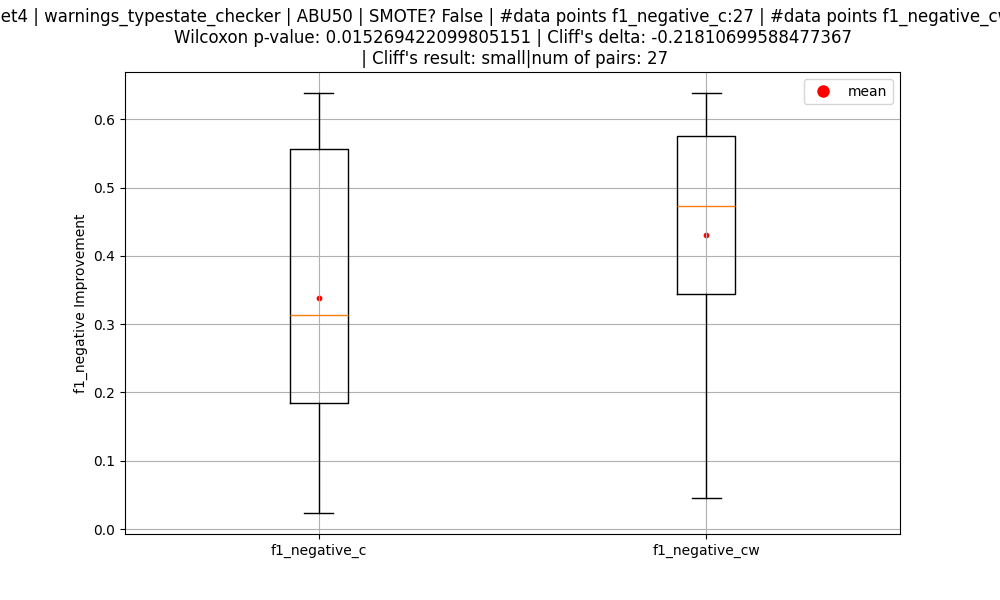 et4 | warnings_typestate_checker | ABU50 | SMOTE? False | #data points f1_negative_c:27 | #data points f1_negative_cw
Wilcoxon p-value: 0.015269422099805151 | Cliff's delta: -0.21810699588477367
| Cliff's result: small|num of pairs: 27
mean
0.6
0.5
0.4
0.3
0.2
0.1
0.0
f1_negative Improvement
f1_negative_c
f1_negative_cw